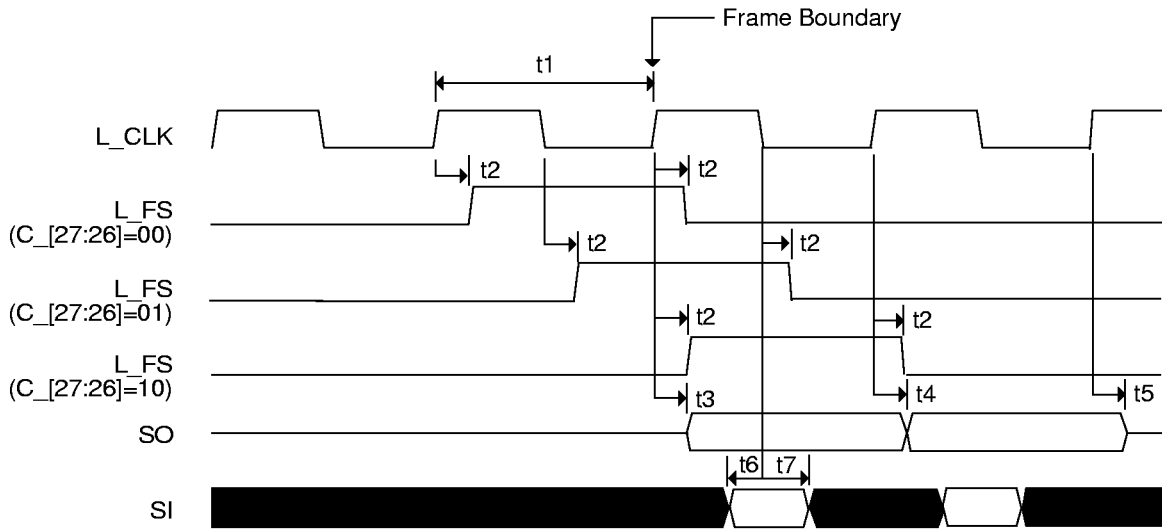 Frame Boundary
t1
L_CLK
t2 t2
L_FS
(C_[27:26]=00)
t2 t2
L_FS
(C_[27:26]=01)
t2 t2
L_FS
(C_[27:26]=10)
t3 t4 t5
SO
t6 t7
SI